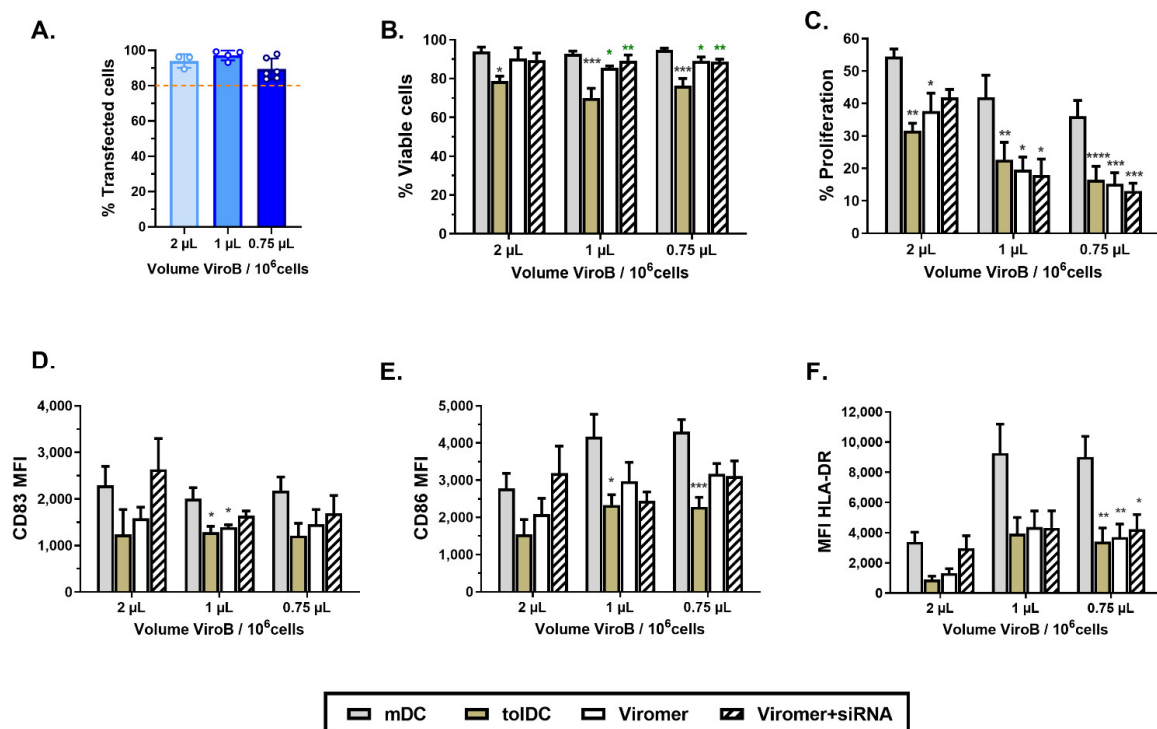 A.
% Transfected cells
100
80
60
40
20
0
2 µL 1 µL 0.75 µL
Volume ViroB / 10⁶cells
B.
% Viable cells
100
80
60
40
20
0
* *** * ** *** * **
2 µL 1 µL 0.75 µL
Volume ViroB / 10⁶cells
C.
% Proliferation
60
50
40
30
20
10
0
** * ** * * **** *** ***
2 µL 1 µL 0.75 µL
Volume ViroB / 10⁶cells
D.
CD83 MFI
4,000
3,000
2,000
1,000
0
* *
2 µL 1 µL 0.75 µL
Volume ViroB / 10⁶cells
E.
CD86 MFI
5,000
4,000
3,000
2,000
1,000
0
* ***
2 µL 1 µL 0.75 µL
Volume ViroB / 10⁶cells
F.
MFI HLA-DR
12,000
10,000
8,000
6,000
4,000
2,000
0
** ** *
2 µL 1 µL 0.75 µL
Volume ViroB / 10⁶cells
mDC tolDC Viromer Viromer+siRNA